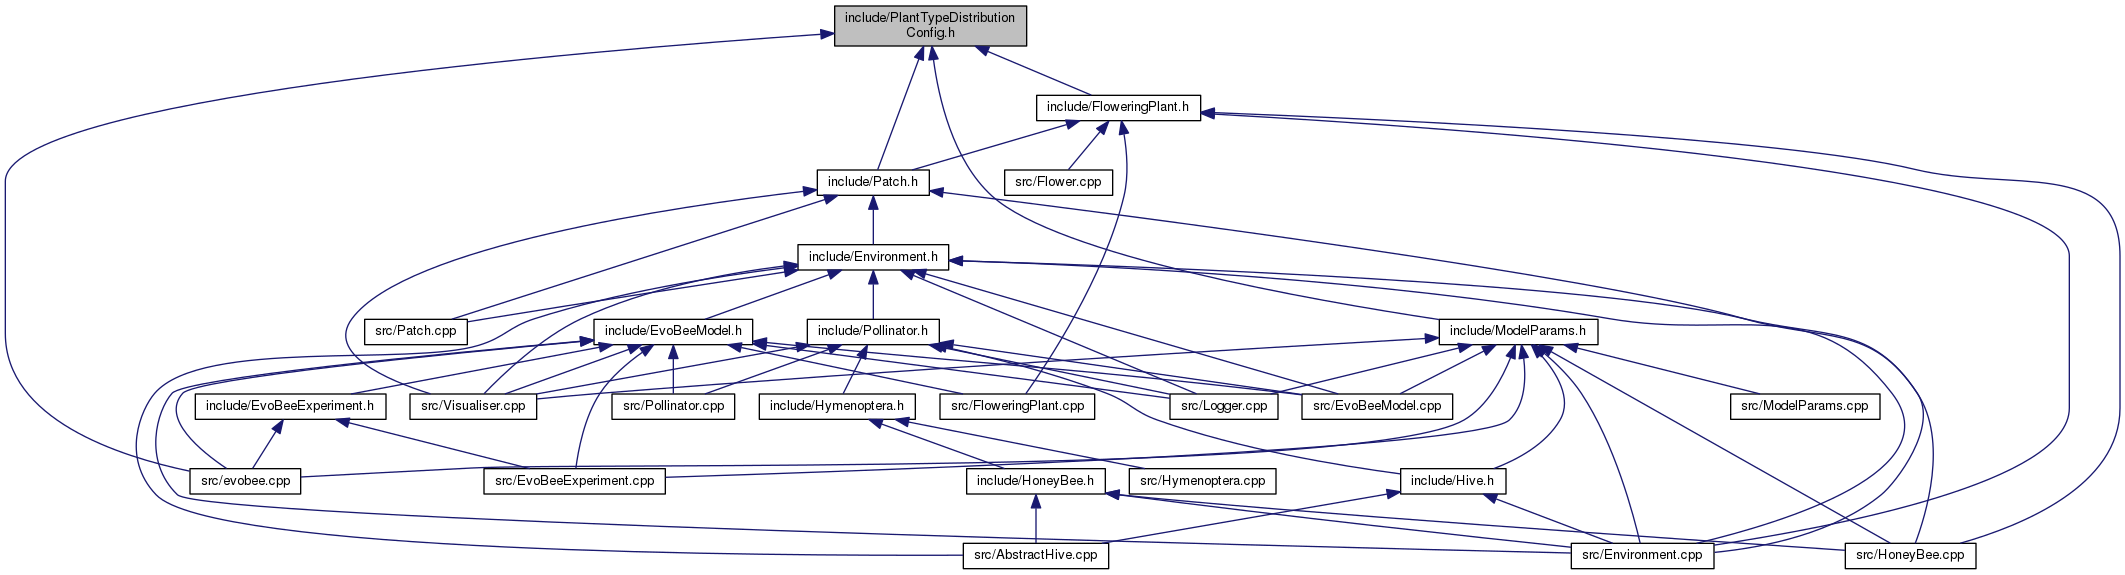 include/PlantTypeDistribution
Config.h
include/FloweringPlant.h
include/Patch.h
src/Flower.cpp
include/Environment.h
src/Patch.cpp
include/EvoBeeModel.h
include/Pollinator.h
include/ModelParams.h
include/EvoBeeExperiment.h
src/Visualiser.cpp
src/Pollinator.cpp
include/Hymenoptera.h
src/FloweringPlant.cpp
src/Logger.cpp
src/EvoBeeModel.cpp
src/ModelParams.cpp
src/evobee.cpp
src/EvoBeeExperiment.cpp
include/HoneyBee.h
src/Hymenoptera.cpp
include/Hive.h
src/AbstractHive.cpp
src/Environment.cpp
src/HoneyBee.cpp